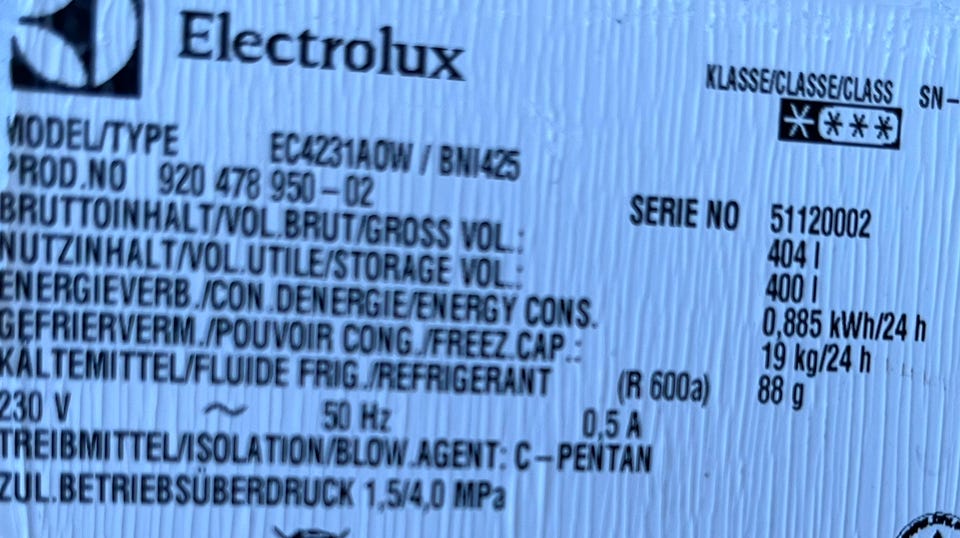 Electrolux
KLASSE/CLASSE/CLASS SN-
MODEL/TYPE EC4231AOW / BNI425
PROD.NO 920 478 950-02
SERIE NO 51120002
BRUTTOINHALT/VOL.BRUT/GROSS VOL.: 404 l
NUTZINHALT/VOL.UTILE/STORAGE VOL.: 400 l
ENERGIEVERB./CON.DENERGIE/ENERGY CONS. 0,885 kWh/24 h
GEFRIERVERM./POUVOIR CONG./FREEZ.CAP.: 19 kg/24 h
KÄLTEMITTEL/FLUIDE FRIG./REFRIGERANT (R 600a) 88 g
230 V ~ 50 Hz 0,5 A
TREIBMITTEL/ISOLATION/BLOW.AGENT: C-PENTAN
ZUL.BETRIEBSÜBERDRUCK 1,5/4,0 MPa